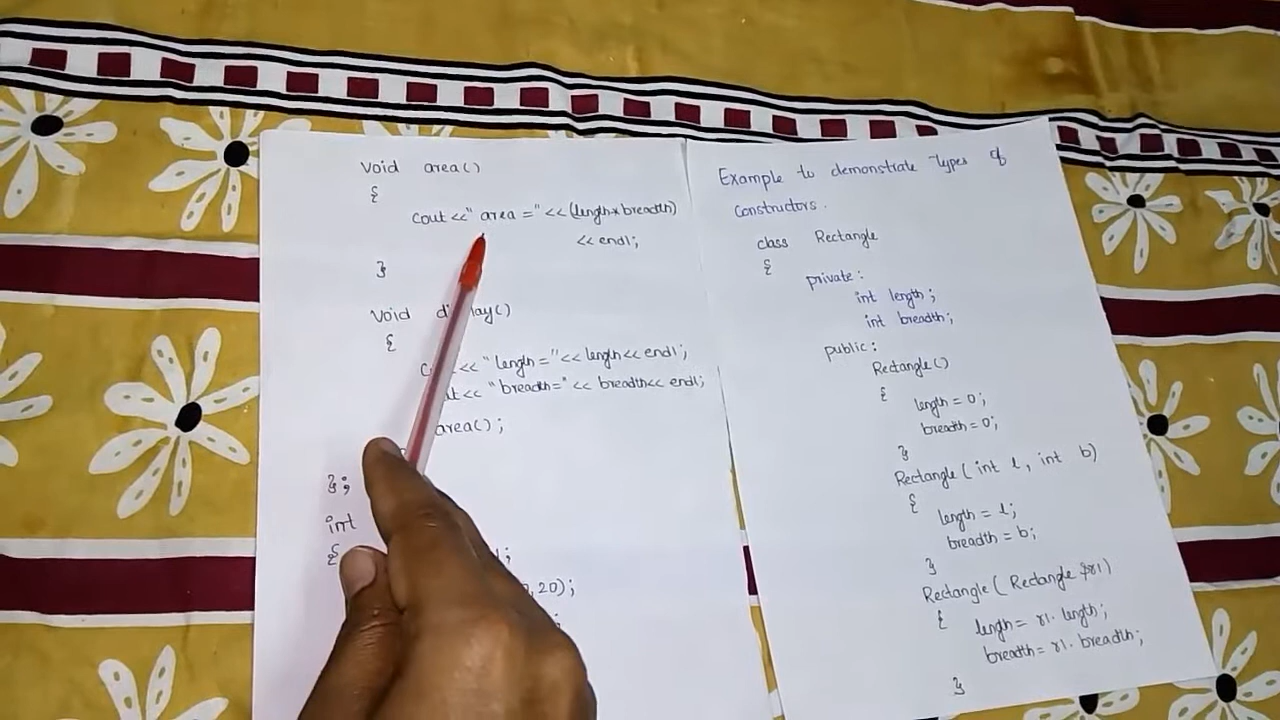 Void area()
{
cout <<" area =" << (length*breadth)
<< endl;
}
Void
{
<< "length =" << length << endl;
<< "breadth=" << breadth << endl;
area();
};
int
{
20);
Example to demonstrate Types of
Constructors.
class Rectangle
{
private:
int length;
int breadth;
public:
Rectangle()
{
length = 0;
breadth = 0;
}
Rectangle( int l, int b)
{
length = l;
breadth = b;
}
Rectangle( Rectangle &r1)
{
length = r1. length;
breadth = r1. breadth;
}